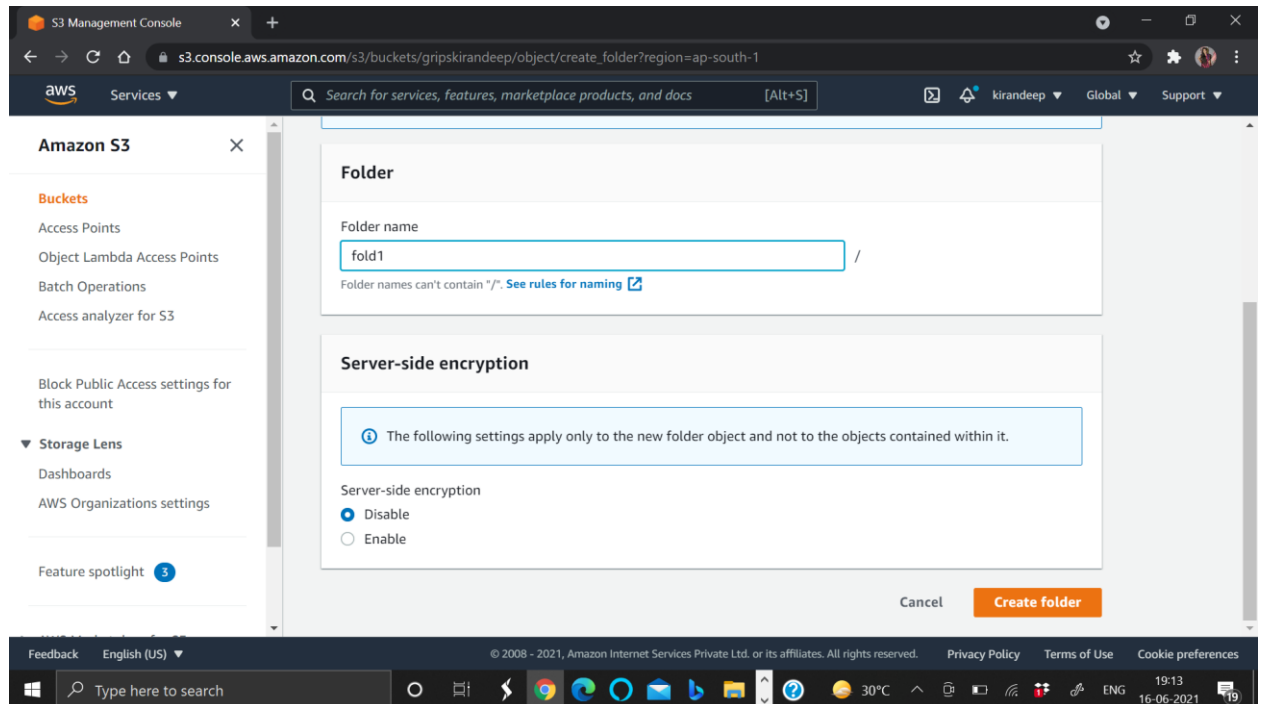 S3 Management Console
s3.console.aws.amazon.com/s3/buckets/gripskirandeep/object/create_folder?region=ap-south-1
aws Services ▼ Search for services, features, marketplace products, and docs [Alt+S] kirandeep ▼ Global ▼ Support ▼
Amazon S3
Buckets
Access Points
Object Lambda Access Points
Batch Operations
Access analyzer for S3
Block Public Access settings for
this account
Storage Lens
Dashboards
AWS Organizations settings
Feature spotlight 3
Folder
Folder name
fold1 /
Folder names can't contain "/". See rules for naming
Server-side encryption
The following settings apply only to the new folder object and not to the objects contained within it.
Server-side encryption
Disable
Enable
Cancel Create folder
Feedback English (US) ▼ © 2008 - 2021, Amazon Internet Services Private Ltd. or its affiliates. All rights reserved. Privacy Policy Terms of Use Cookie preferences
Type here to search 30°C ENG 19:13
16-06-2021 19